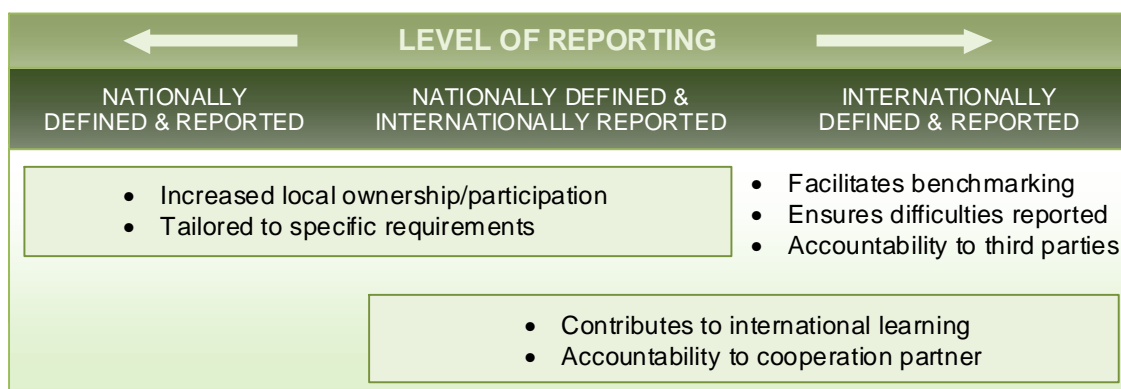 LEVEL OF REPORTING
NATIONALLY
DEFINED & REPORTED
NATIONALLY DEFINED &
INTERNATIONALLY REPORTED
INTERNATIONALLY
DEFINED & REPORTED
• Increased local ownership/participation
• Tailored to specific requirements
• Facilitates benchmarking
• Ensures difficulties reported
• Accountability to third parties
• Contributes to international learning
• Accountability to cooperation partner